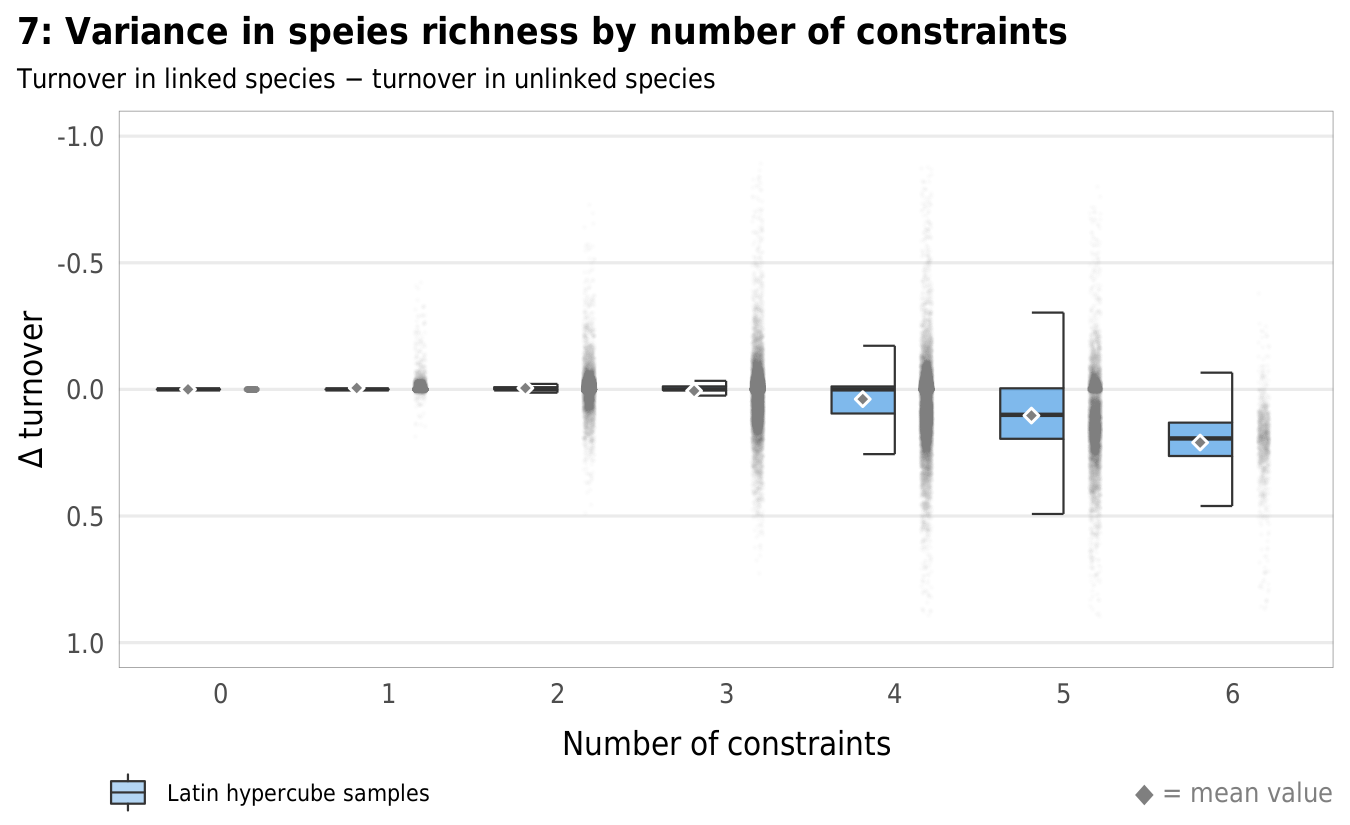 7: Variance in speies richness by number of constraints
Turnover in linked species − turnover in unlinked species
-1.0
-0.5
0.0
0.5
1.0
Δ turnover
0 1 2 3 4 5 6
Number of constraints
Latin hypercube samples
◆ = mean value